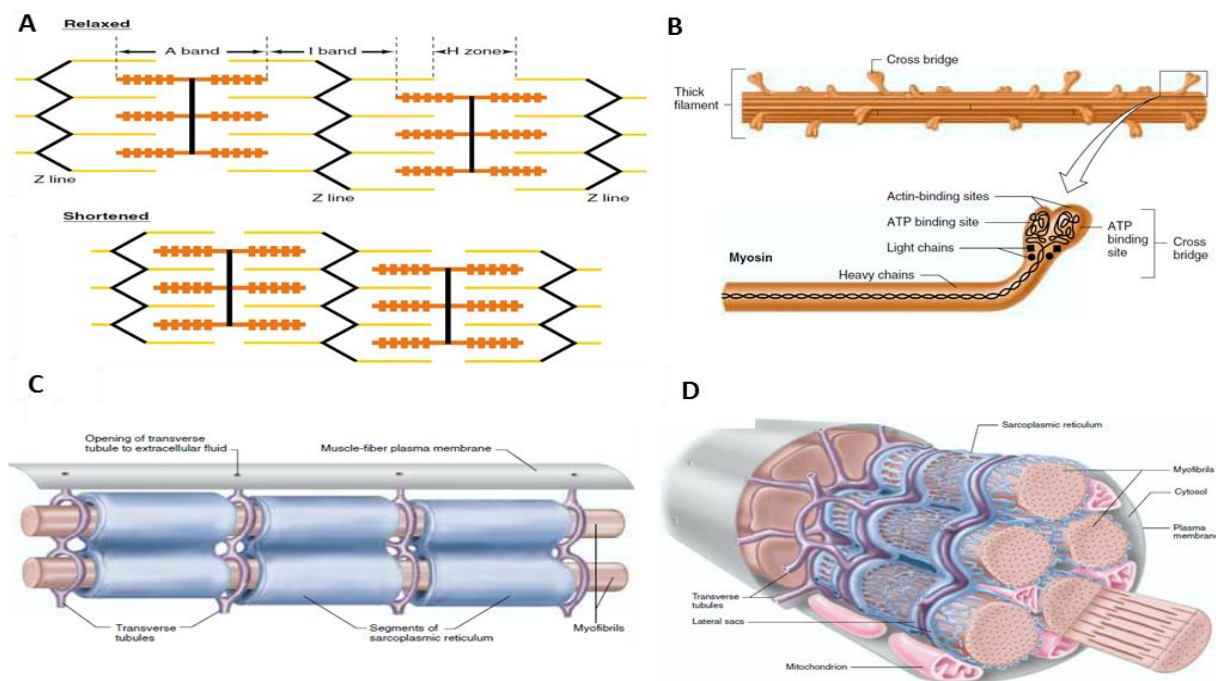 A
Relaxed
A band
I band
H zone
Z line
Z line
Z line
Shortened
B
Cross bridge
Thick
filament
Actin-binding sites
ATP binding site
Light chains
Myosin
Heavy chains
ATP
binding
site
Cross
bridge
C
Opening of transverse
tubule to extracellular fluid
Muscle-fiber plasma membrane
Transverse
tubules
Segments of
sarcoplasmic reticulum
Myofibrils
D
Sarcoplasmic reticulum
Myofibrils
Cytosol
Plasma
membrane
Transverse
tubules
Lateral sacs
Mitochondrion